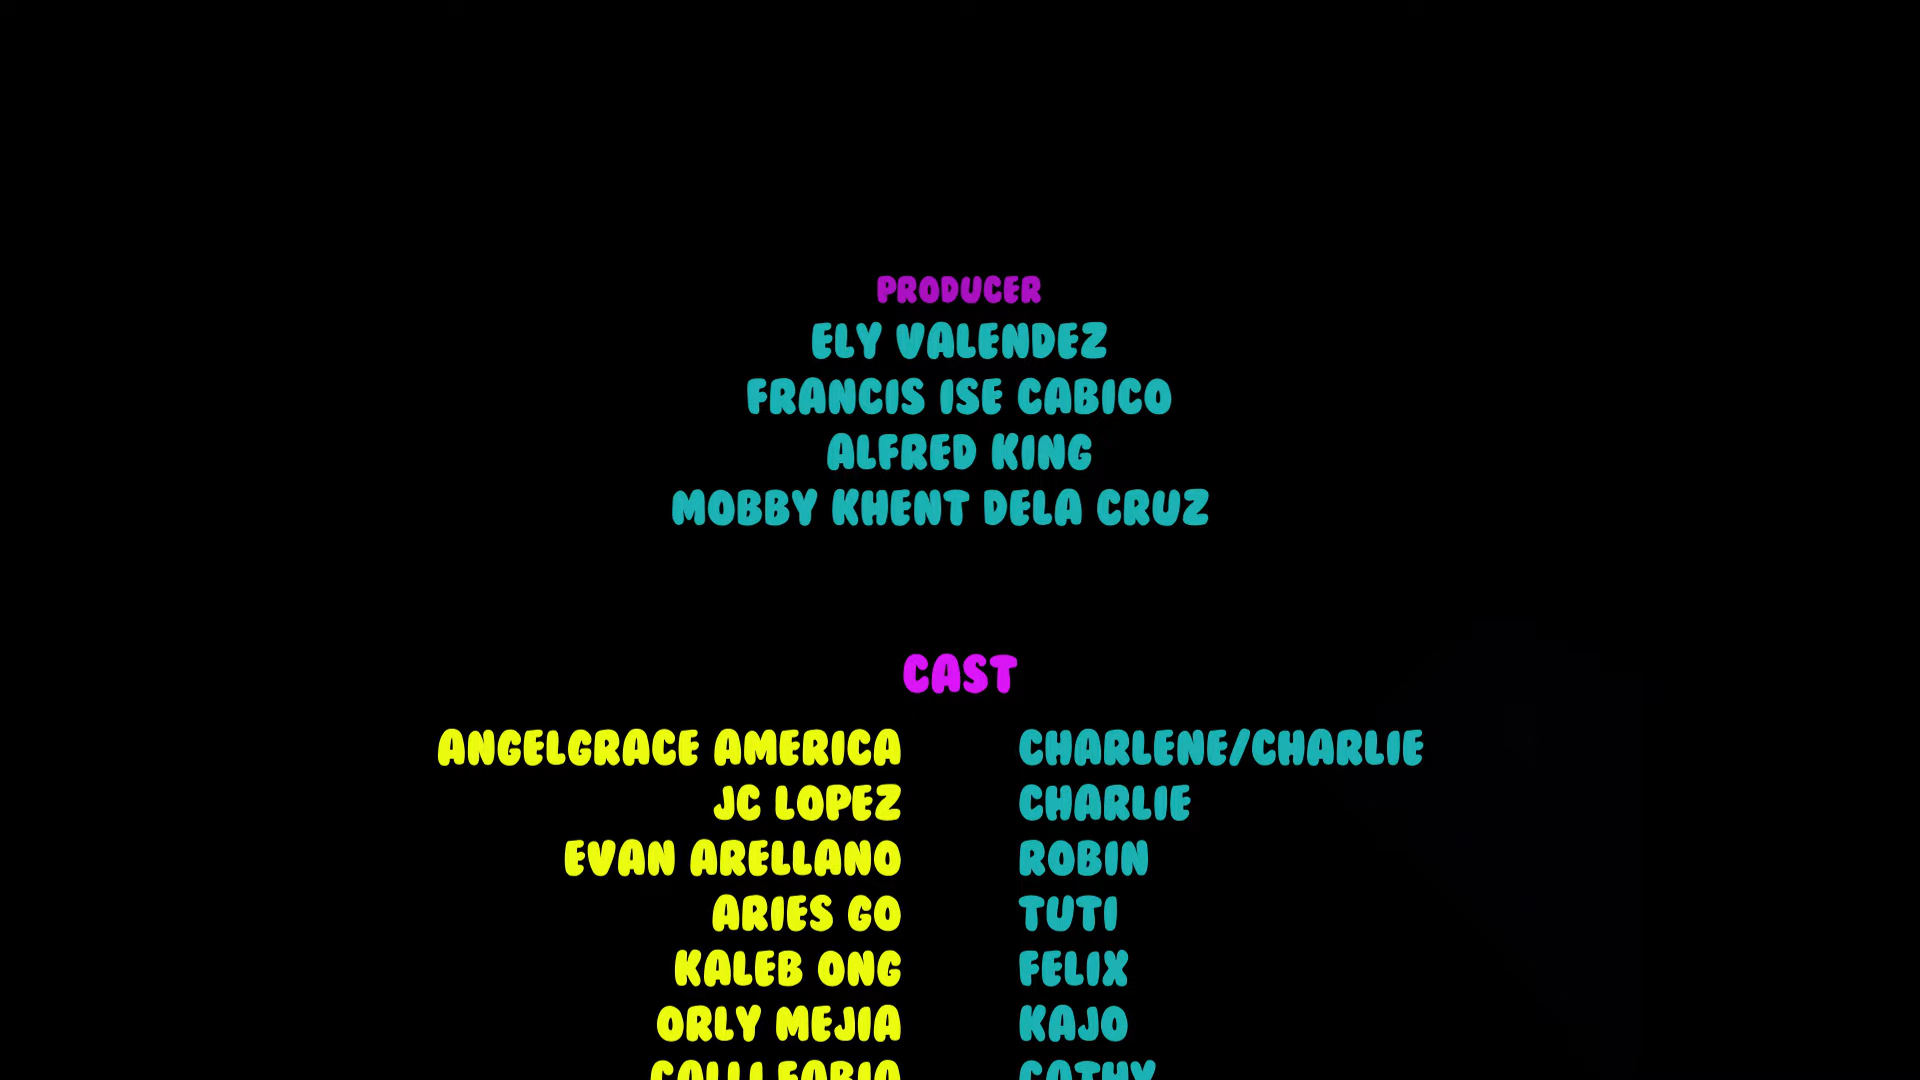 PRODUCER
ELY VALENDEZ
FRANCIS ISE CABICO
ALFRED KING
MOBBY KHENT DELA CRUZ
CAST
ANGELGRACE AMERICA CHARLENE/CHARLIE
JC LOPEZ CHARLIE
EVAN ARELLANO ROBIN
ARIES GO TUTI
KALEB ONG FELIX
ORLY MEJIA KAJO
CATHY